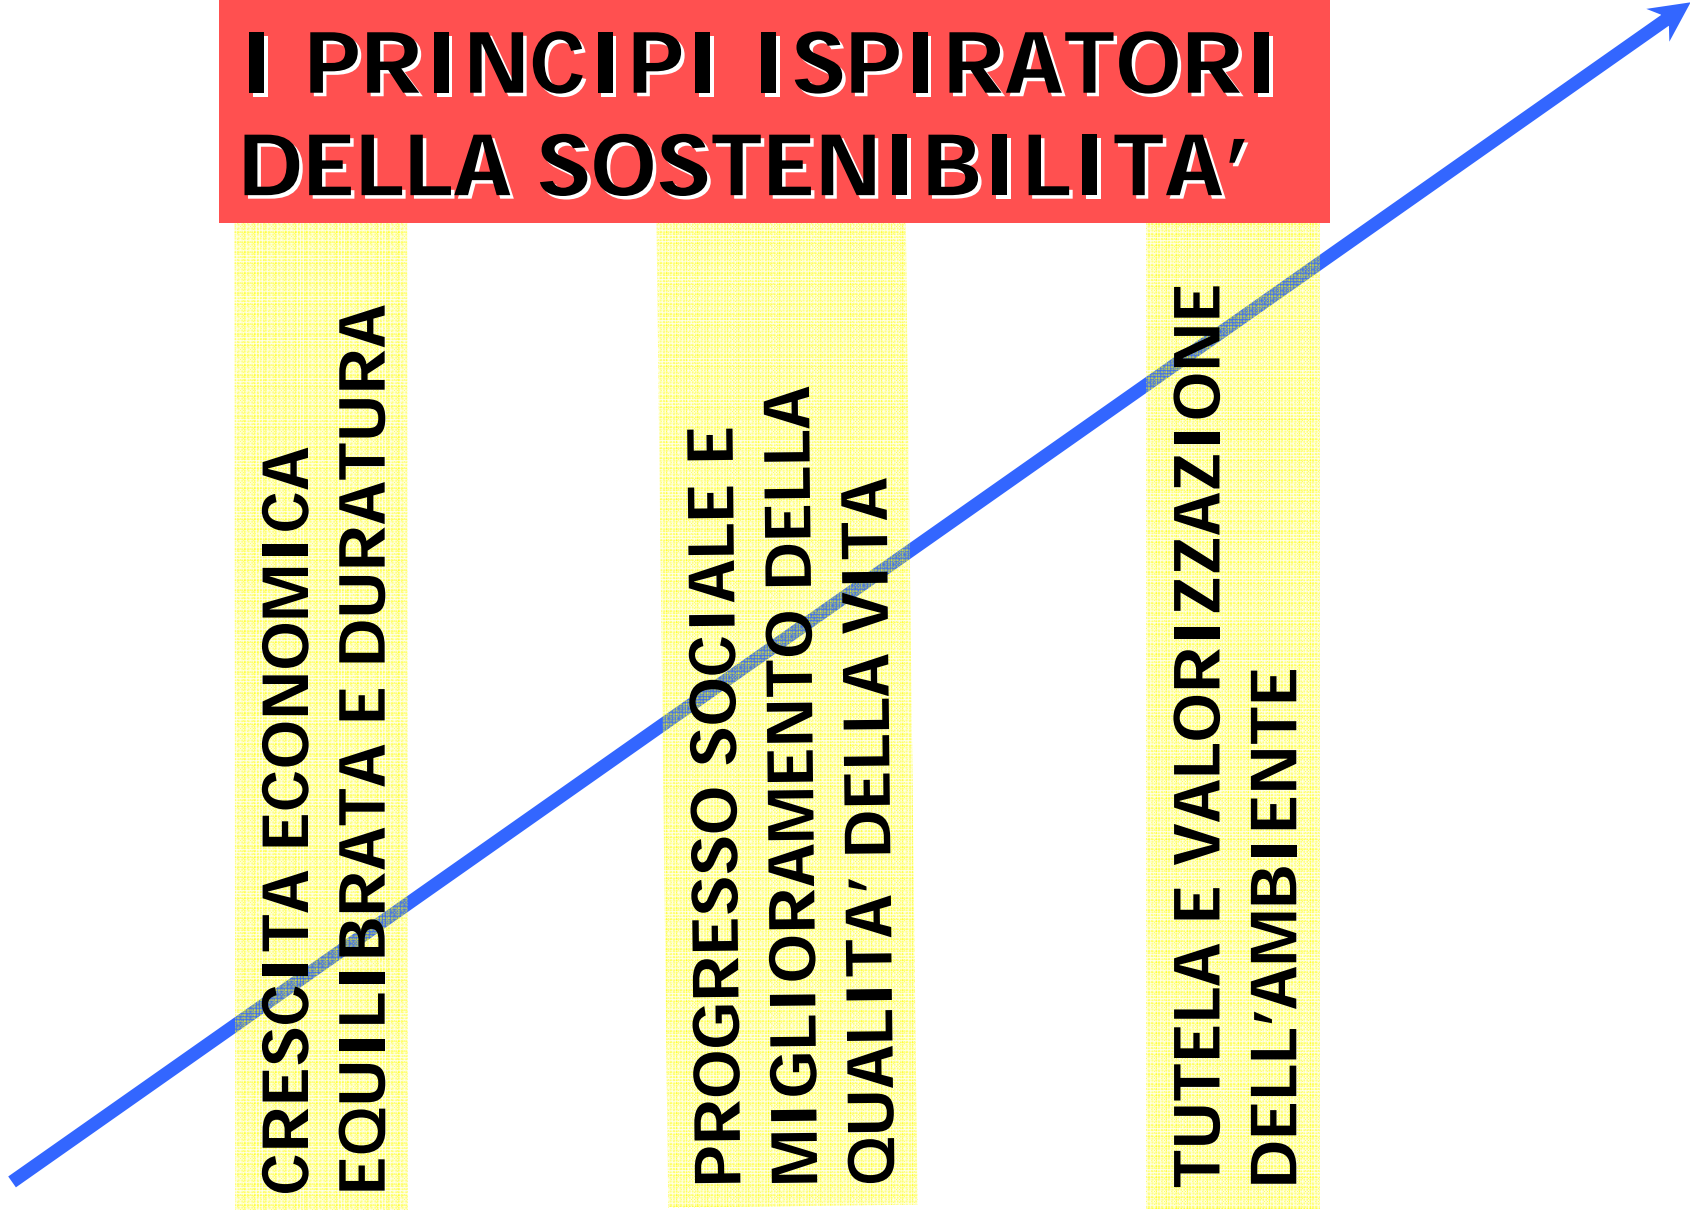 I PRINCIPI ISPIRATORI
DELLA SOSTENIBILITA’
CRESCITA ECONOMICA
EQUILIBRATA E DURATURA
PROGRESSO SOCIALE E
MIGLIORAMENTO DELLA
QUALITA’ DELLA VITA
TUTELA E VALORIZZAZIONE
DELL’AMBIENTE